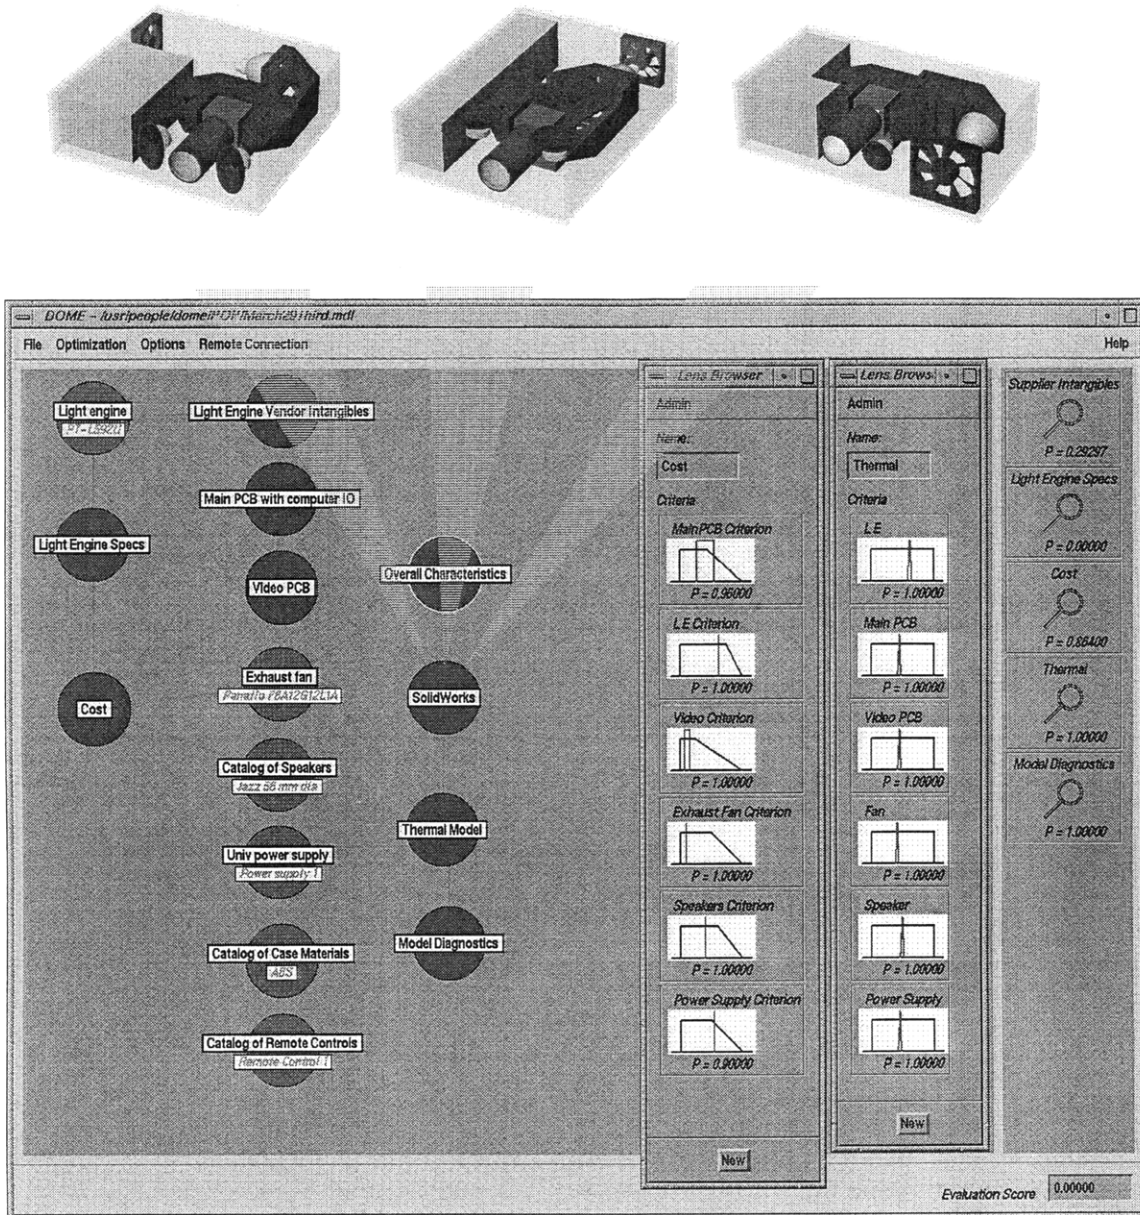 DOME - /usr/people/dome/POP/March29Third.mdl
File Optimization Options Remote Connection Help
Light engine
Light Engine Specs
Cost
Light Engine Vendor Intangibles
Main PCB with computer IO
Video PCB
Exhaust fan
Catalog of Speakers
Jazz 56 mm dia
Univ power supply
Power supply 1
Catalog of Case Materials
ABS
Catalog of Remote Controls
Remote Control 1
Overall Characteristics
SolidWorks
Thermal Model
Model Diagnostics
Lens Browser
Admin
Name:
Cost
Criteria
MainPCB Criterion
P = 0.96000
LE Criterion
P = 1.00000
Video Criterion
P = 1.00000
Exhaust Fan Criterion
P = 1.00000
Speakers Criterion
P = 1.00000
Power Supply Criterion
P = 0.90000
New
Lens Brows
Admin
Name:
Thermal
Criteria
LE
P = 1.00000
Main PCB
P = 1.00000
Video PCB
P = 1.00000
Fan
P = 1.00000
Speaker
P = 1.00000
Power Supply
P = 1.00000
New
Supplier Intangibles
P = 0.29297
Light Engine Specs
P = 0.00000
Cost
P = 0.86400
Thermal
P = 1.00000
Model Diagnostics
P = 1.00000
Evaluation Score 0.00000